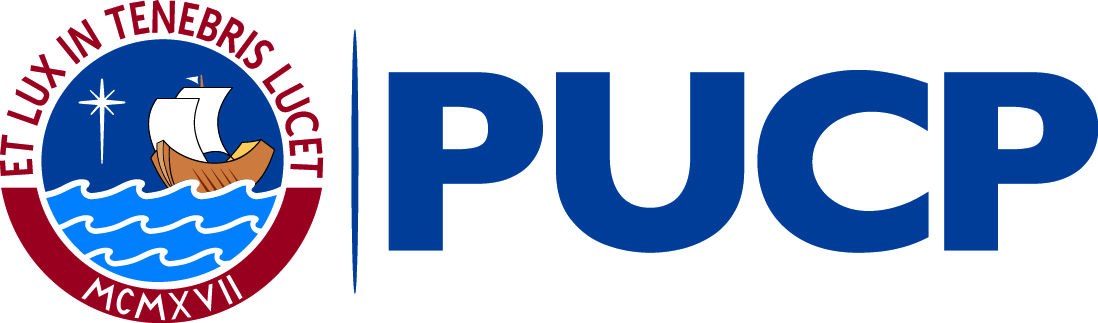 ET LUX IN TENEBRIS LUCET
MCMXVII
PUCP